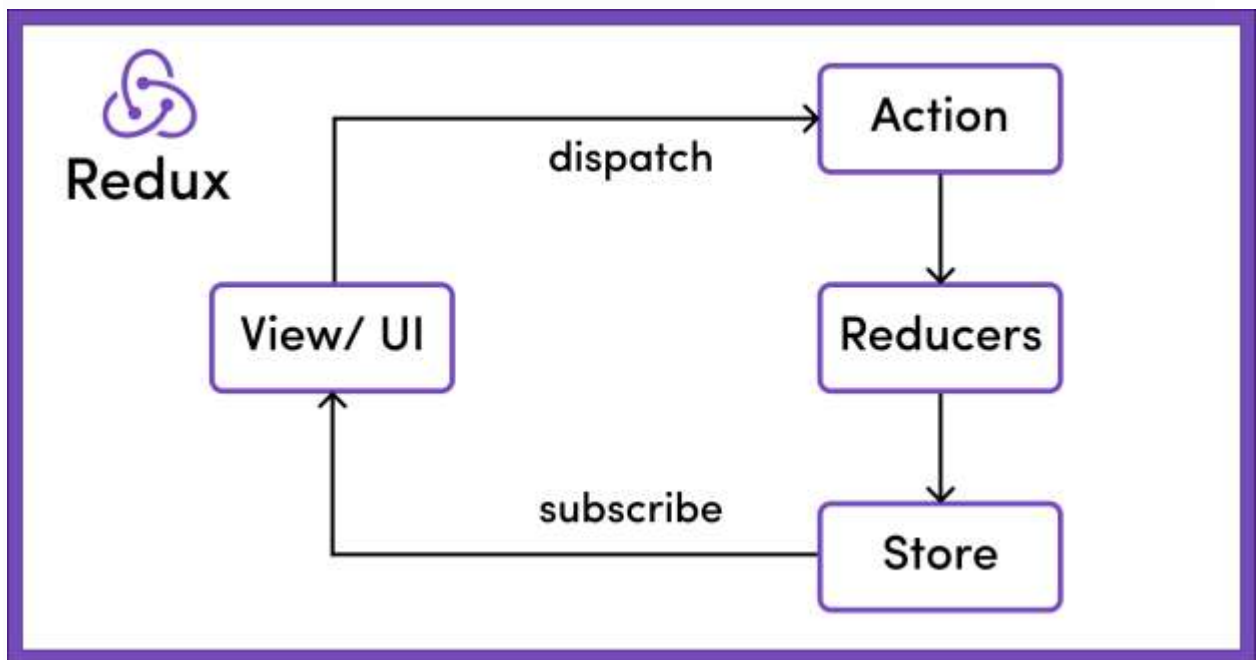 Redux
Action
dispatch
View/ UI
Reducers
subscribe
Store